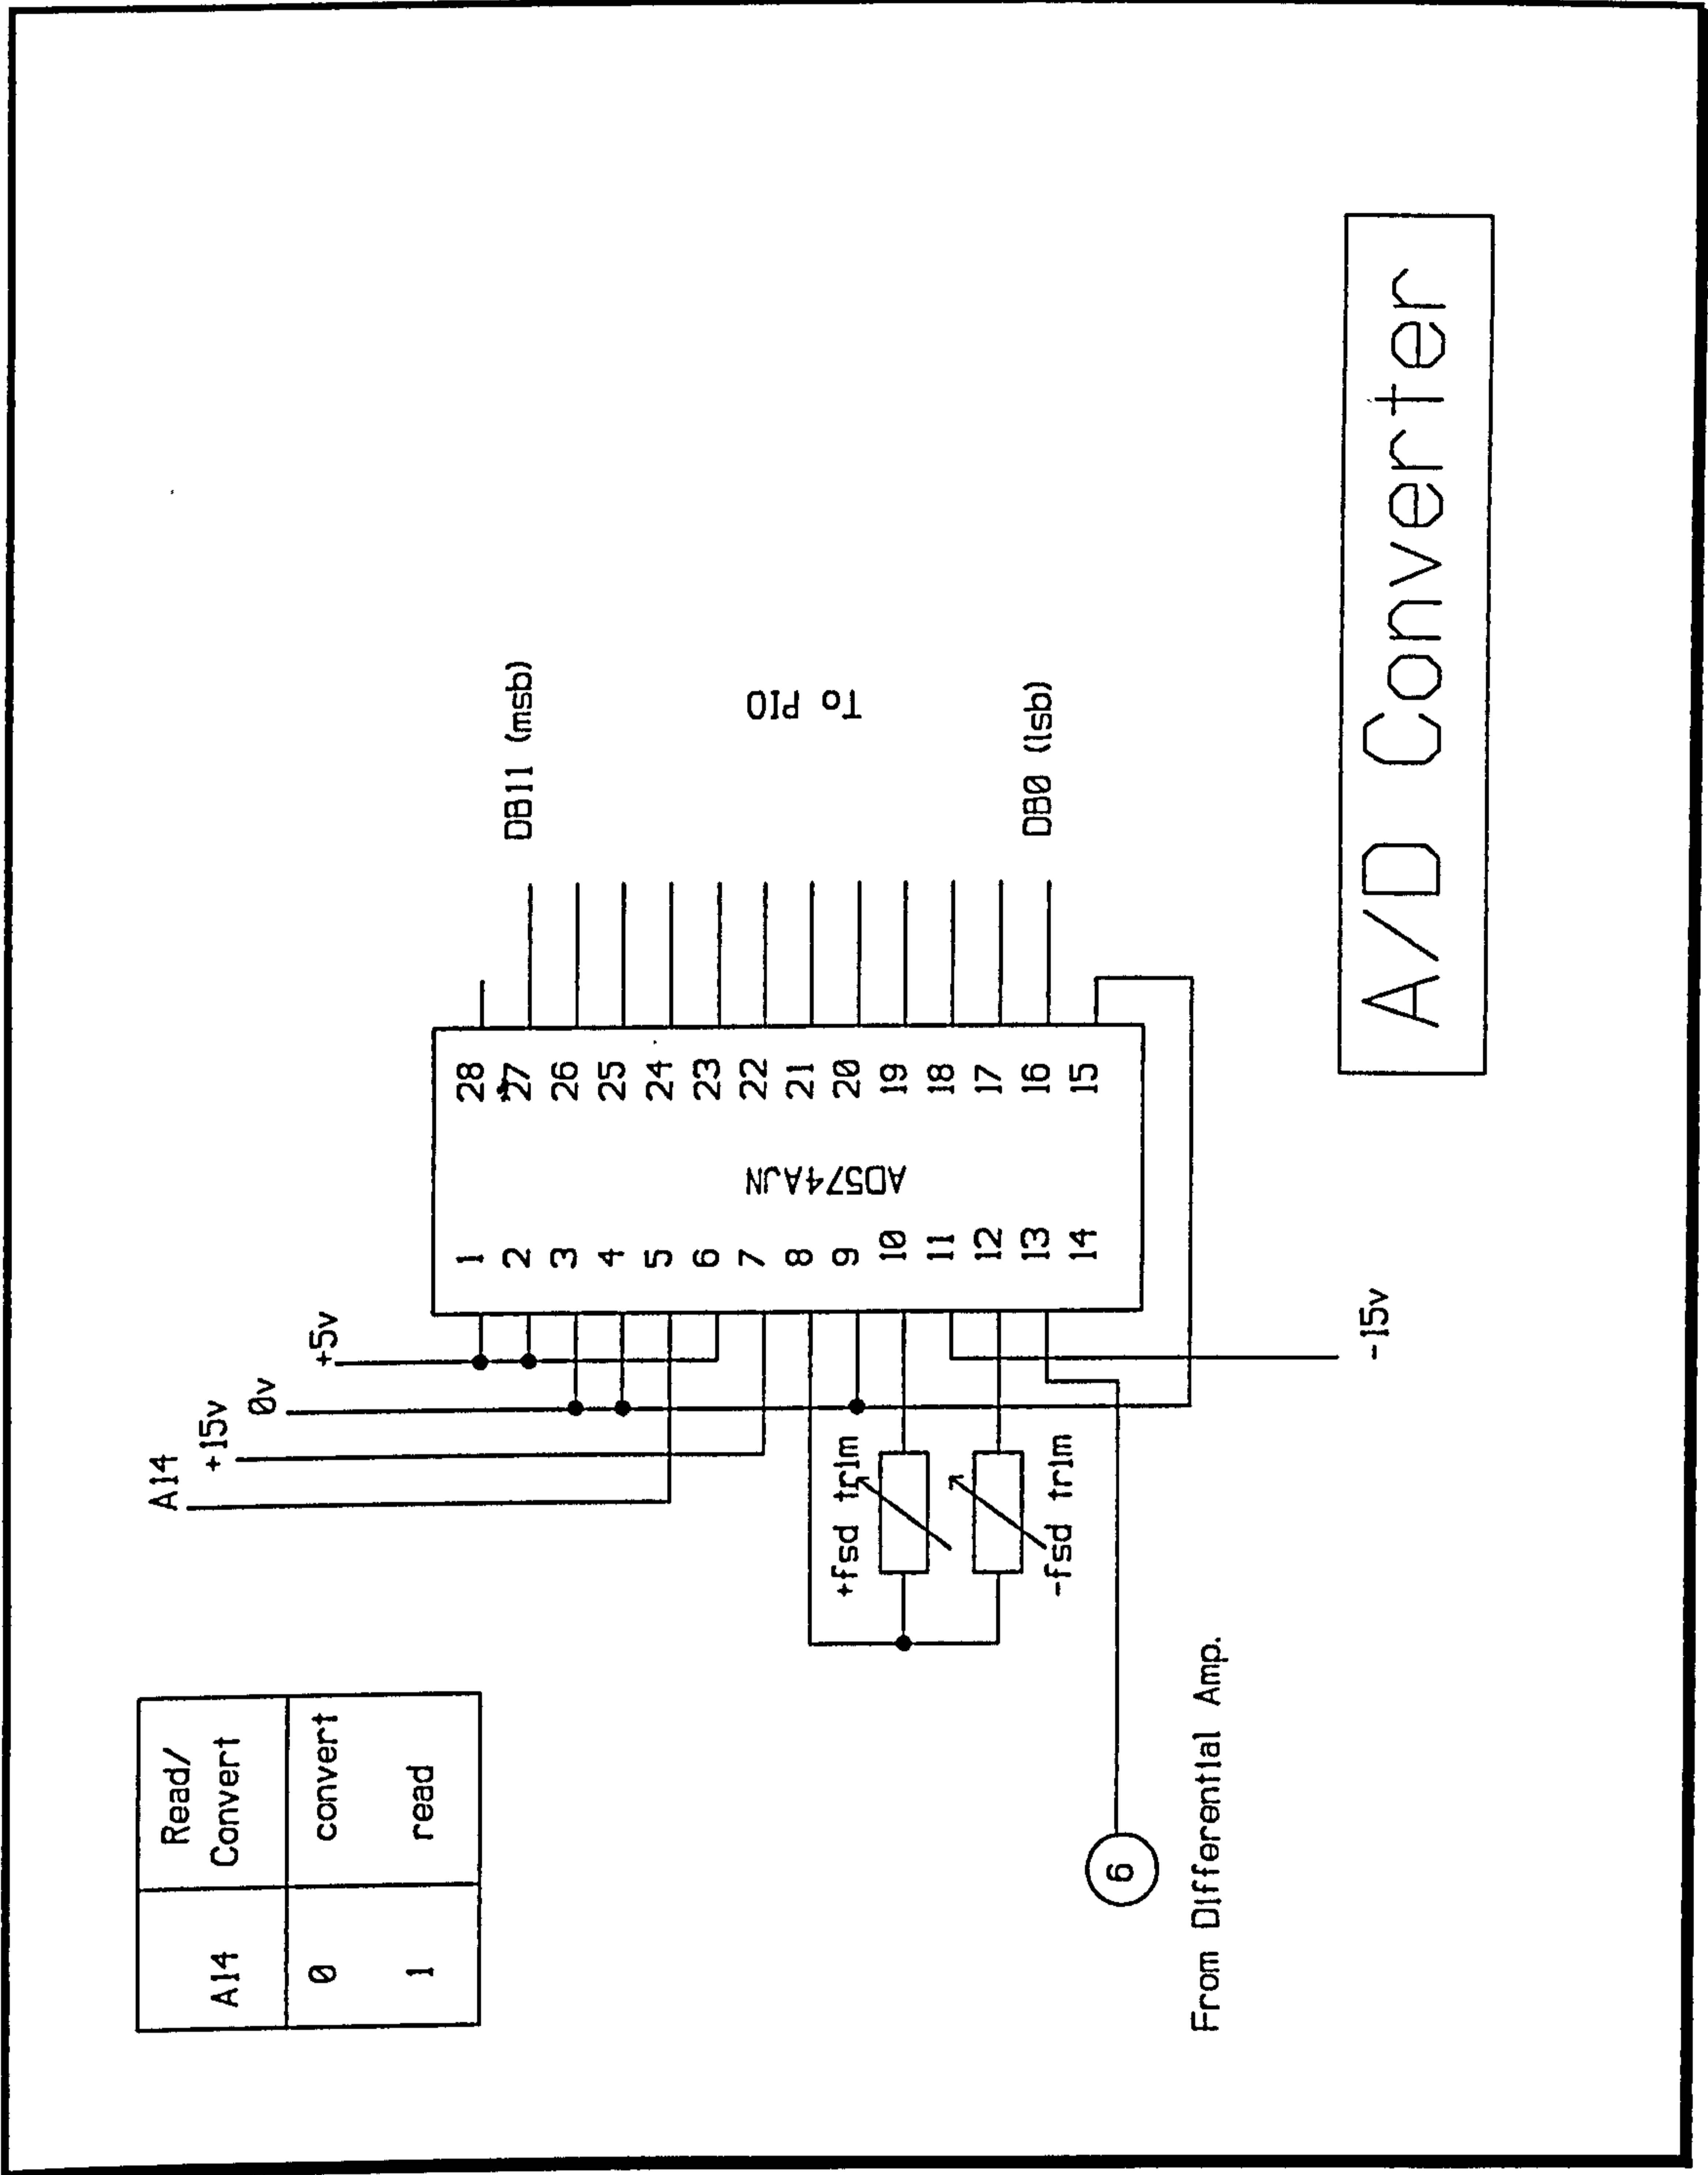 Read/
A14 Convert
0 convert
1 read
A14
+15v
0v
+5v
1 28
2 27
3 26
4 25
5 24
6 23
7 22
8 21
9 20
10 19
11 18
12 17
13 16
14 15
AD574AJN
DB11 (msb)
To PIO
DB0 (lsb)
+fsd trim
-fsd trim
-15v
6
From Differential Amp.
A/D Converter